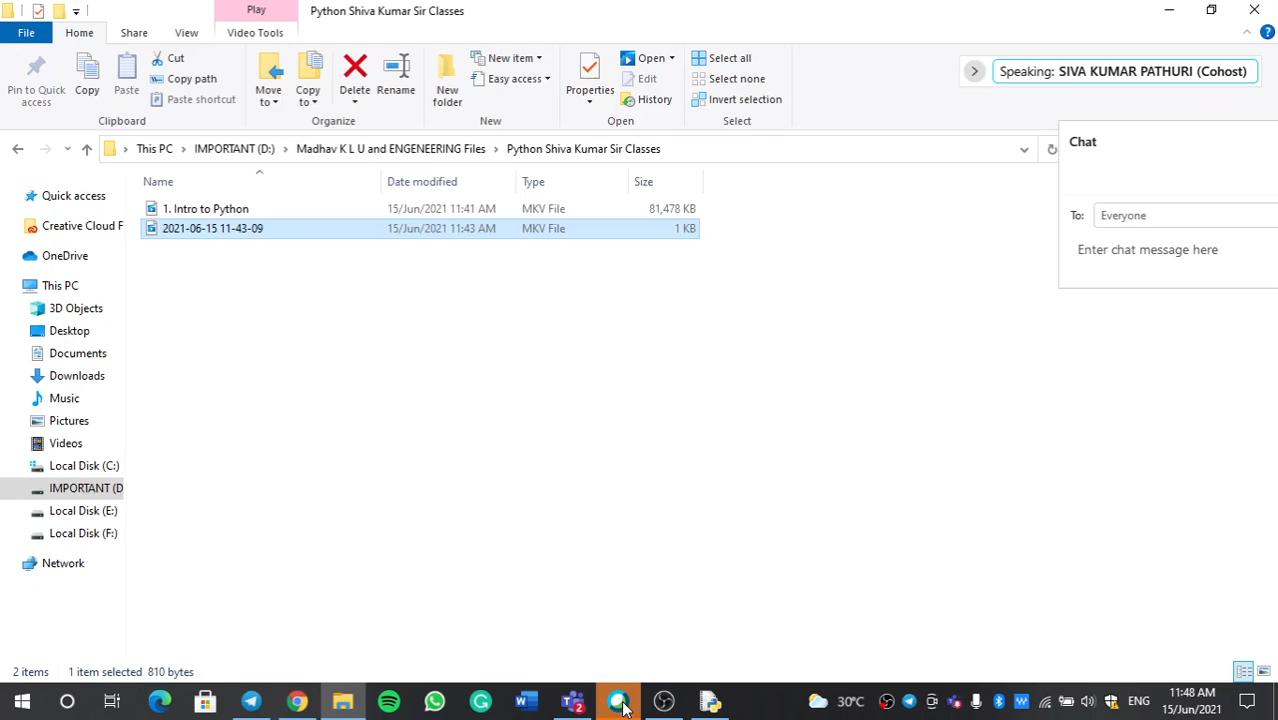 Play
Python Shiva Kumar Sir Classes
File
Home
Share
View
Video Tools
Pin to Quick access
Copy
Paste
Cut
Copy path
Paste shortcut
Clipboard
Move to
Copy to
Delete
Rename
Organize
New folder
New item
Easy access
New
Properties
Open
Edit
History
Open
Select all
Select none
Invert selection
Select
Speaking: SIVA KUMAR PATHURI (Cohost)
This PC > IMPORTANT (D:) > Madhav K L U and ENGENEERING Files > Python Shiva Kumar Sir Classes
Chat
To: Everyone
Enter chat message here
Name Date modified Type Size
1. Intro to Python 15/Jun/2021 11:41 AM MKV File 81,478 KB
2021-06-15 11-43-09 15/Jun/2021 11:43 AM MKV File 1 KB
Quick access
Creative Cloud F
OneDrive
This PC
3D Objects
Desktop
Documents
Downloads
Music
Pictures
Videos
Local Disk (C:)
IMPORTANT (D
Local Disk (E:)
Local Disk (F:)
Network
2 items 1 item selected 810 bytes
30°C
ENG
11:48 AM
15/Jun/2021